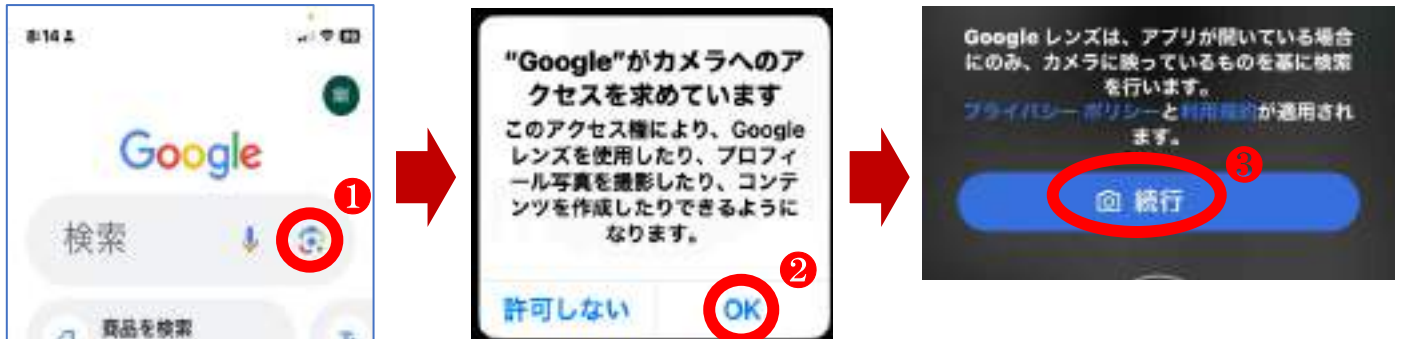 8:14
Google
検索
商品を検索
1
"Google"がカメラへのア
クセスを求めています
このアクセス権により、Google
レンズを使用したり、プロフィ
ール写真を撮影したり、コンテ
ンツを作成したりできるように
なります。
許可しない
OK
2
Google レンズは、アプリが開いている場合
にのみ、カメラに映っているものを基に検索
を行います。
プライバシー ポリシーと利用規約が適用され
ます。
続行
3